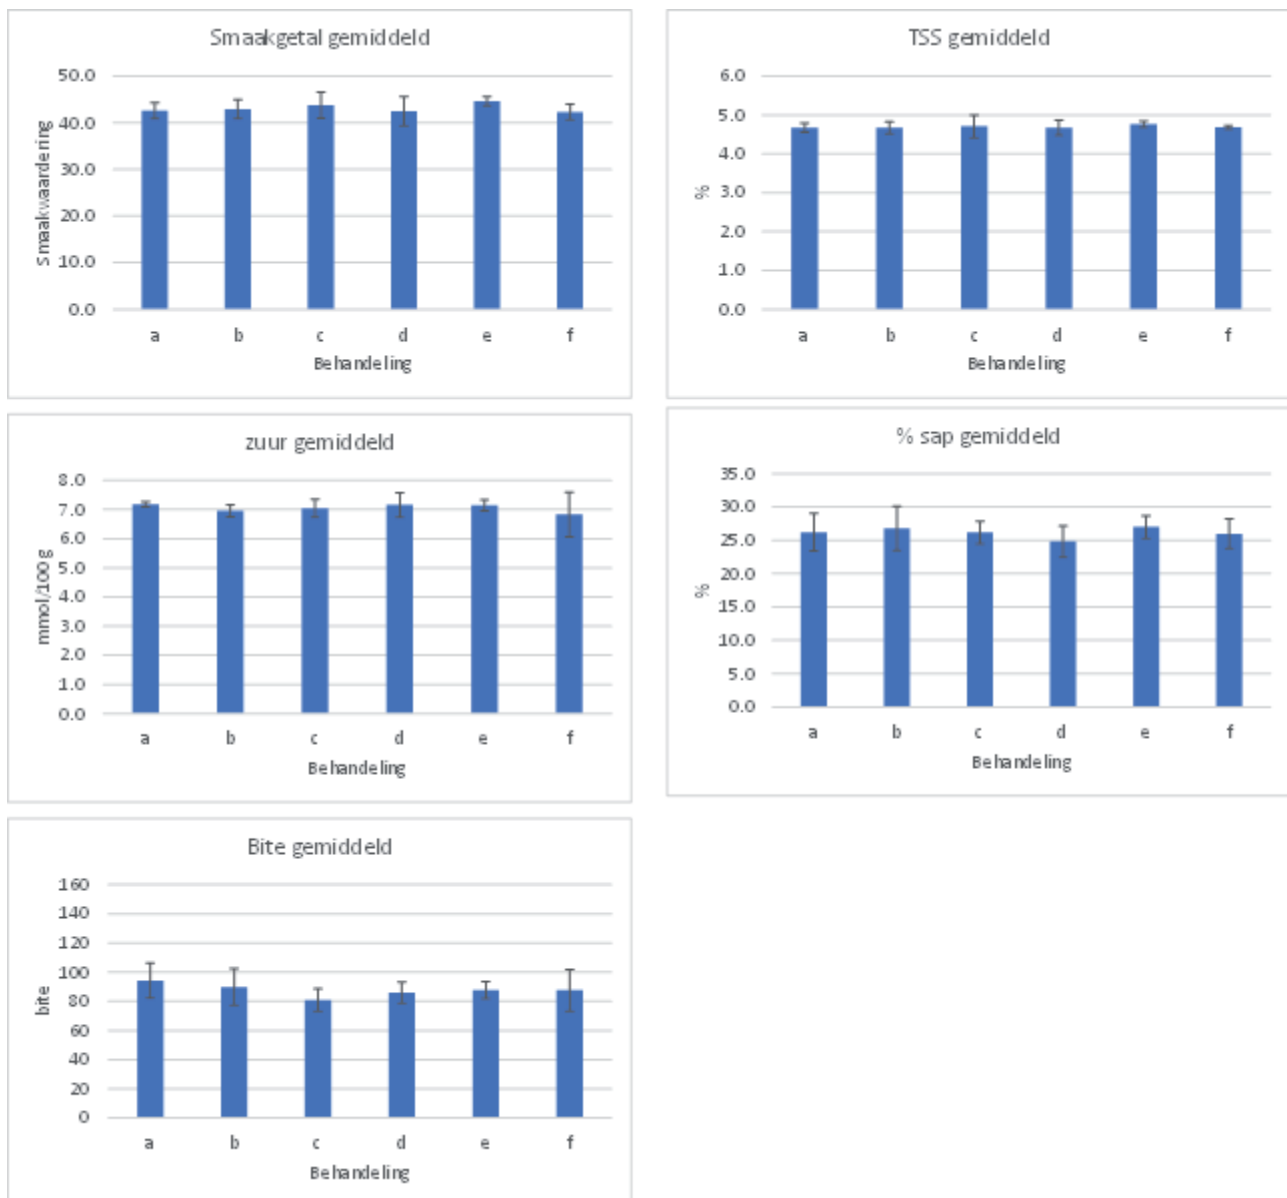 Smaakgetal gemiddeld
50.0
40.0
30.0
20.0
10.0
0.0
Smaakwaardering
a b c d e f
Behandeling
TSS gemiddeld
6.0
5.0
4.0
3.0
2.0
1.0
0.0
%
a b c d e f
Behandeling
zuur gemiddeld
8.0
7.0
6.0
5.0
4.0
3.0
2.0
1.0
0.0
mmol/100g
a b c d e f
Behandeling
% sap gemiddeld
35.0
30.0
25.0
20.0
15.0
10.0
5.0
0.0
%
a b c d e f
Behandeling
Bite gemiddeld
160
140
120
100
80
60
40
20
0
bite
a b c d e f
Behandeling